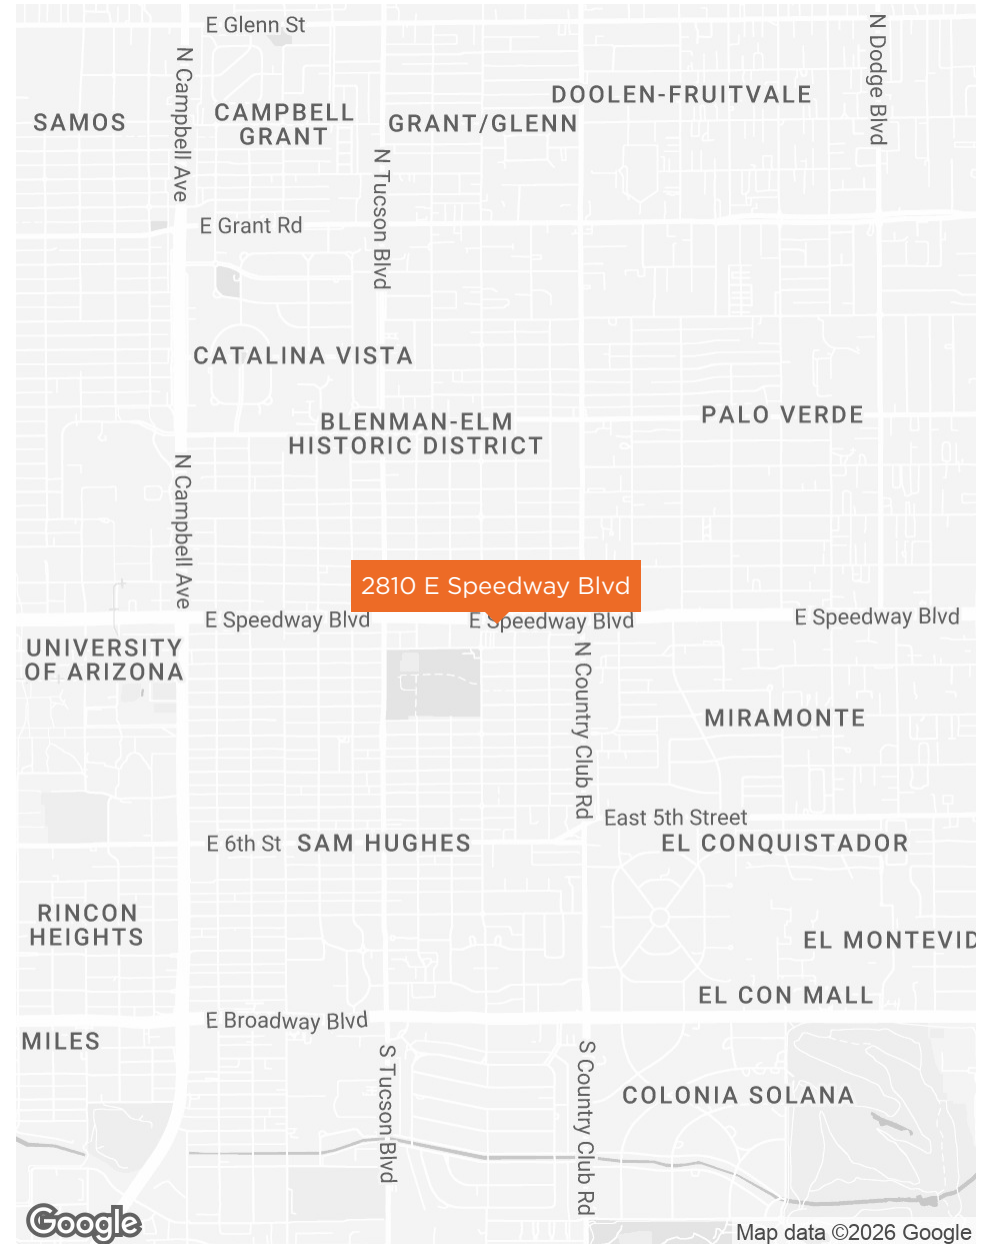 E Glenn St
N Campbell Ave
N Dodge Blvd
DOOLEN-FRUITVALE
SAMOS
CAMPBELL
GRANT
GRANT/GLENN
N Tucson Blvd
E Grant Rd
CATALINA VISTA
BLENMAN-ELM
HISTORIC DISTRICT
PALO VERDE
N Campbell Ave
2810 E Speedway Blvd
E Speedway Blvd
E Speedway Blvd
E Speedway Blvd
UNIVERSITY
OF ARIZONA
N Country Club Rd
MIRAMONTE
East 5th Street
E 6th St
SAM HUGHES
EL CONQUISTADOR
RINCON
HEIGHTS
EL MONTEVID
EL CON MALL
E Broadway Blvd
MILES
S Tucson Blvd
S Country Club Rd
COLONIA SOLANA
Google
Map data ©2026 Google